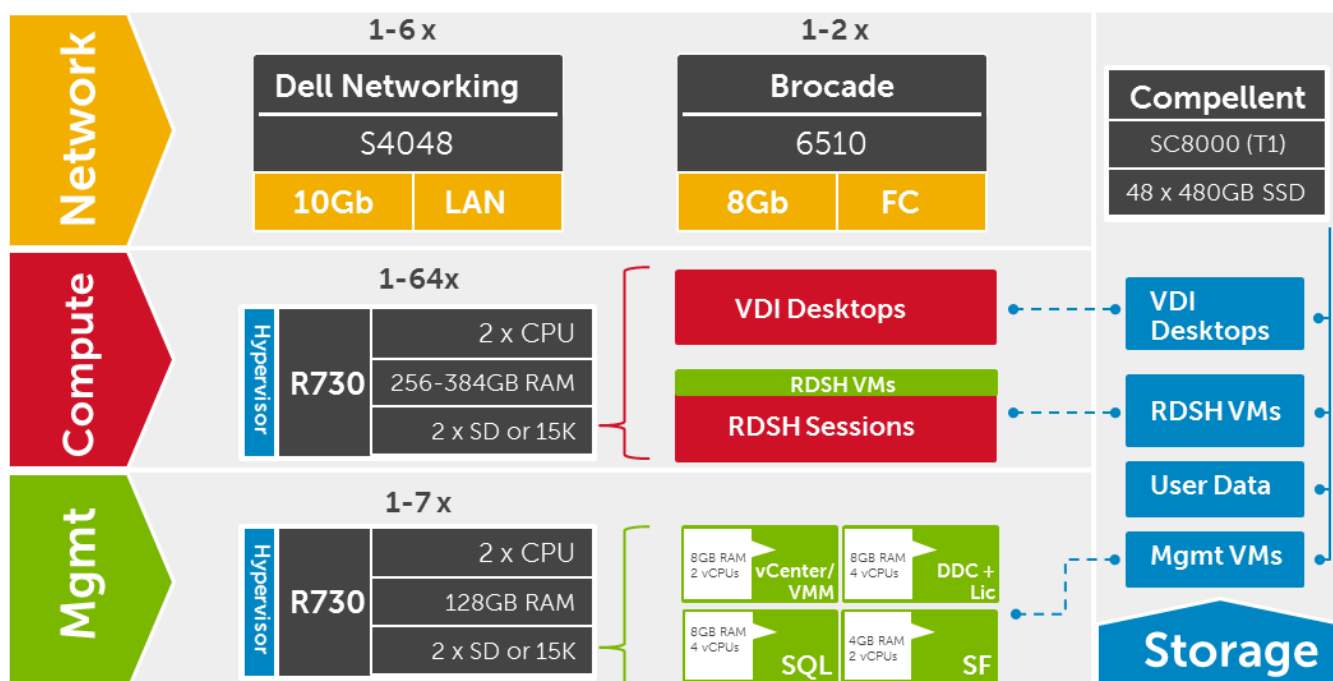 Network
1-6 x
Dell Networking
S4048
10Gb
LAN
1-2 x
Brocade
6510
8Gb
FC
Compellent
SC8000 (T1)
48 x 480GB SSD
Compute
1-64x
Hypervisor
R730
2 x CPU
256-384GB RAM
2 x SD or 15K
VDI Desktops
RDSH VMs
RDSH Sessions
VDI
Desktops
RDSH VMs
User Data
Mgmt VMs
Mgmt
1-7 x
Hypervisor
R730
2 x CPU
128GB RAM
2 x SD or 15K
8GB RAM
2 vCPUs
vCenter/
VMM
8GB RAM
4 vCPUs
DDC +
Lic
8GB RAM
4 vCPUs
SQL
4GB RAM
2 vCPUs
SF
Storage